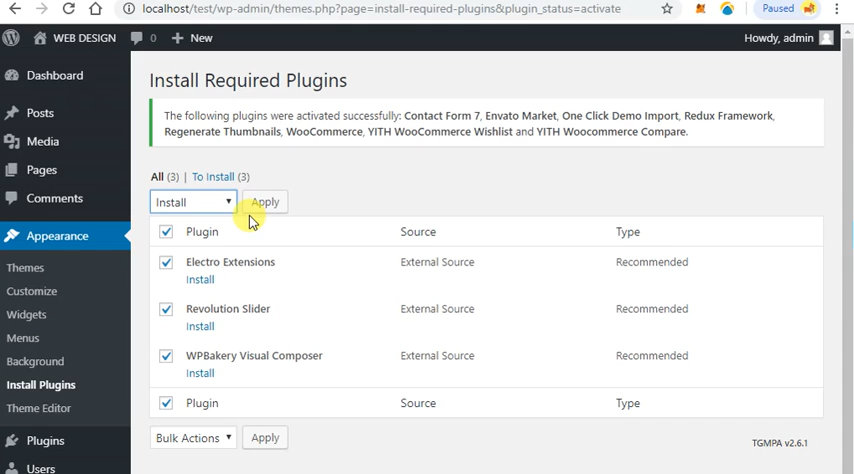 localhost/test/wp-admin/themes.php?page=install-required-plugins&plugin_status=activate
Paused
WEB DESIGN
0
New
Howdy, admin
Dashboard
Posts
Media
Pages
Comments
Appearance
Themes
Customize
Widgets
Menus
Background
Install Plugins
Theme Editor
Plugins
Users
Install Required Plugins
The following plugins were activated successfully: Contact Form 7, Envato Market, One Click Demo Import, Redux Framework,
Regenerate Thumbnails, WooCommerce, YITH WooCommerce Wishlist and YITH Woocommerce Compare.
All (3) | To Install (3)
Install Apply
Plugin Source Type
Electro Extensions External Source Recommended
Install
Revolution Slider External Source Recommended
Install
WPBakery Visual Composer External Source Recommended
Install
Plugin Source Type
Bulk Actions Apply
TGMPA v2.6.1